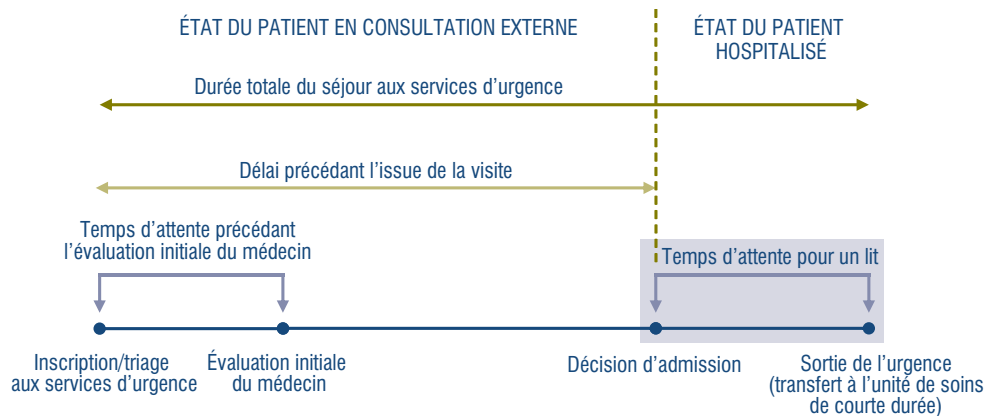 ÉTAT DU PATIENT EN CONSULTATION EXTERNE
ÉTAT DU PATIENT
HOSPITALISÉ
Durée totale du séjour aux services d'urgence
Délai précédant l'issue de la visite
Temps d'attente précédant
l'évaluation initiale du médecin
Temps d'attente pour un lit
Inscription/triage
aux services d'urgence
Évaluation initiale
du médecin
Décision d'admission
Sortie de l'urgence
(transfert à l'unité de soins
de courte durée)